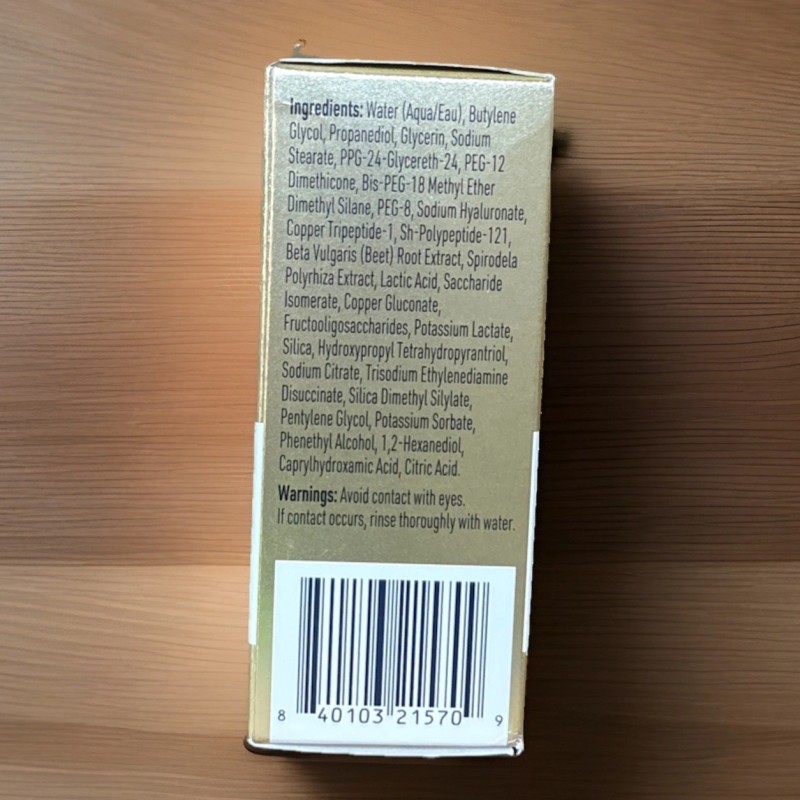 Ingredients: Water (Aqua/Eau), Butylene
Glycol, Propanediol, Glycerin, Sodium
Stearate, PPG-24-Glycereth-24, PEG-12
Dimethicone, Bis-PEG-18 Methyl Ether
Dimethyl Silane, PEG-8, Sodium Hyaluronate,
Copper Tripeptide-1, Sh-Polypeptide-121,
Beta Vulgaris (Beet) Root Extract, Spirodela
Polyrhiza Extract, Lactic Acid, Saccharide
Isomerate, Copper Gluconate,
Fructooligosaccharides, Potassium Lactate,
Silica, Hydroxypropyl Tetrahydropyrantriol,
Sodium Citrate, Trisodium Ethylenediamine
Disuccinate, Silica Dimethyl Silylate,
Pentylene Glycol, Potassium Sorbate,
Phenethyl Alcohol, 1,2-Hexanediol,
Caprylhydroxamic Acid, Citric Acid.
Warnings: Avoid contact with eyes.
If contact occurs, rinse thoroughly with water.
8 40103 21570 9